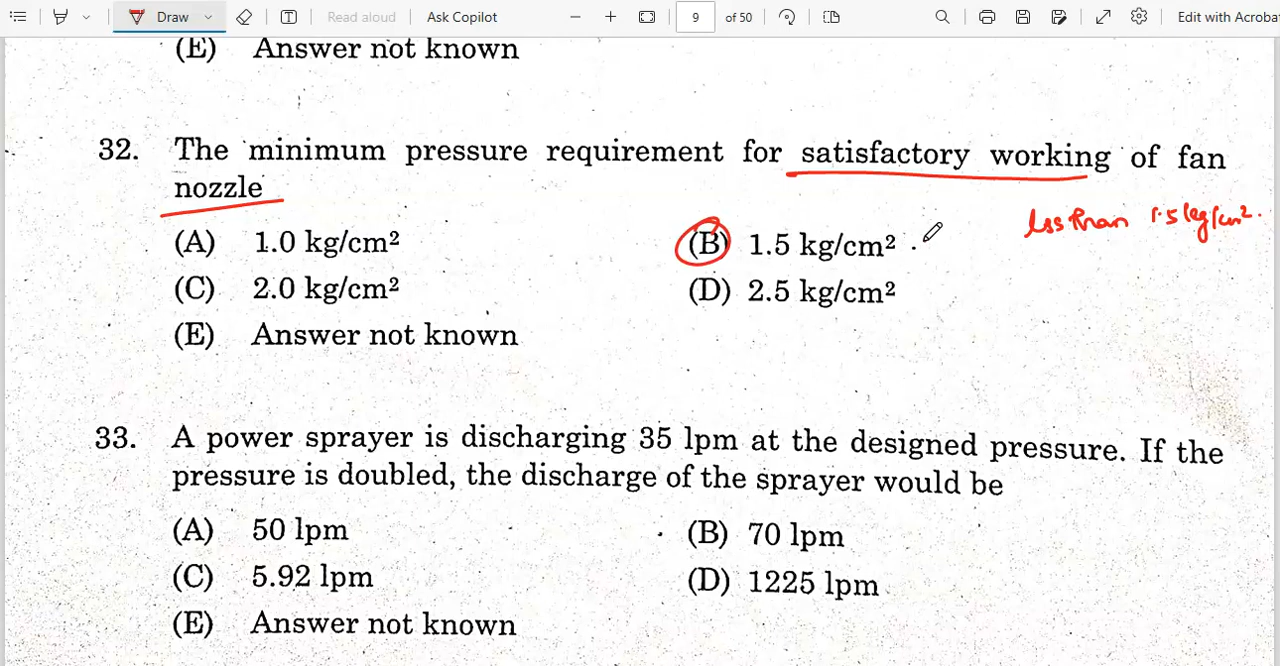 Draw
Read aloud
Ask Copilot
9
of 50
Edit with Acroba
(E) Answer not known
32. The minimum pressure requirement for satisfactory working of fan
nozzle
less than 1.5 kg/cm².
(A) 1.0 kg/cm²
(B) 1.5 kg/cm²
(C) 2.0 kg/cm²
(D) 2.5 kg/cm²
(E) Answer not known
33. A power sprayer is discharging 35 lpm at the designed pressure. If the
pressure is doubled, the discharge of the sprayer would be
(A) 50 lpm
(B) 70 lpm
(C) 5.92 lpm
(D) 1225 lpm
(E) Answer not known